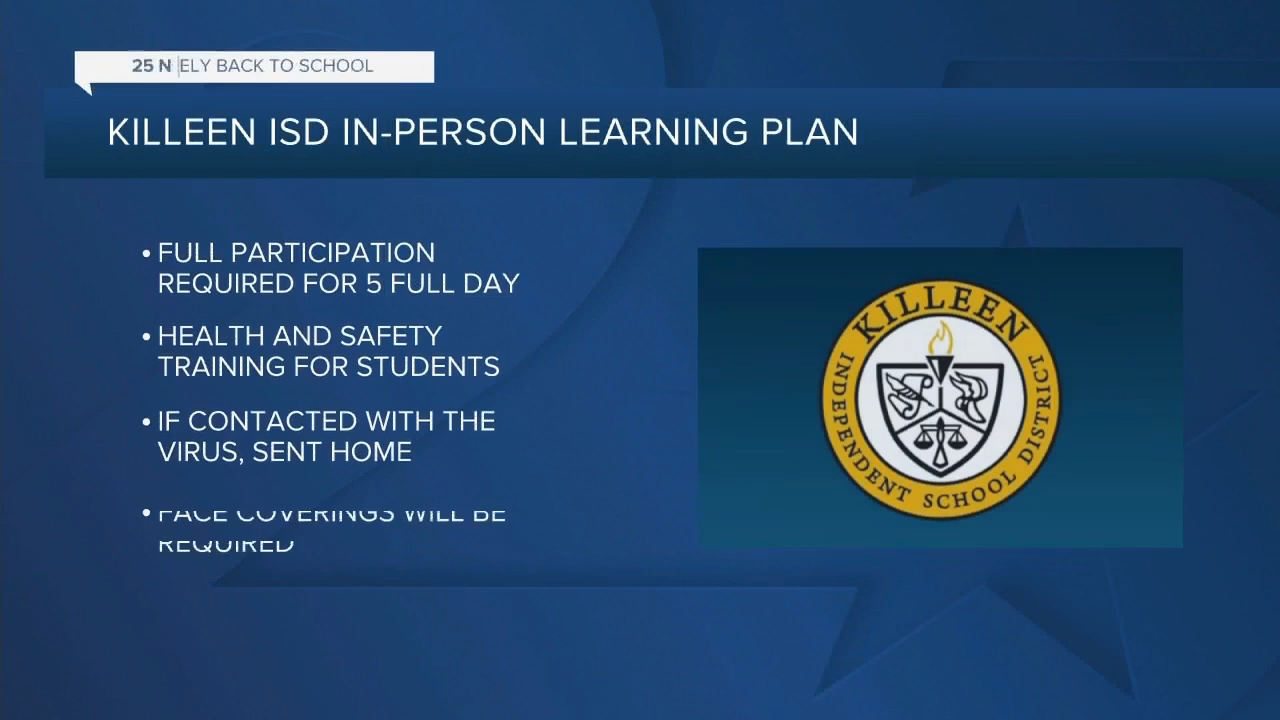 25 N ELY BACK TO SCHOOL
KILLEEN ISD IN-PERSON LEARNING PLAN
• FULL PARTICIPATION
REQUIRED FOR 5 FULL DAY
• HEALTH AND SAFETY
TRAINING FOR STUDENTS
• IF CONTACTED WITH THE
VIRUS, SENT HOME
• FACE COVERINGS WILL BE
REQUIRED
KILLEEN
INDEPENDENT SCHOOL DISTRICT